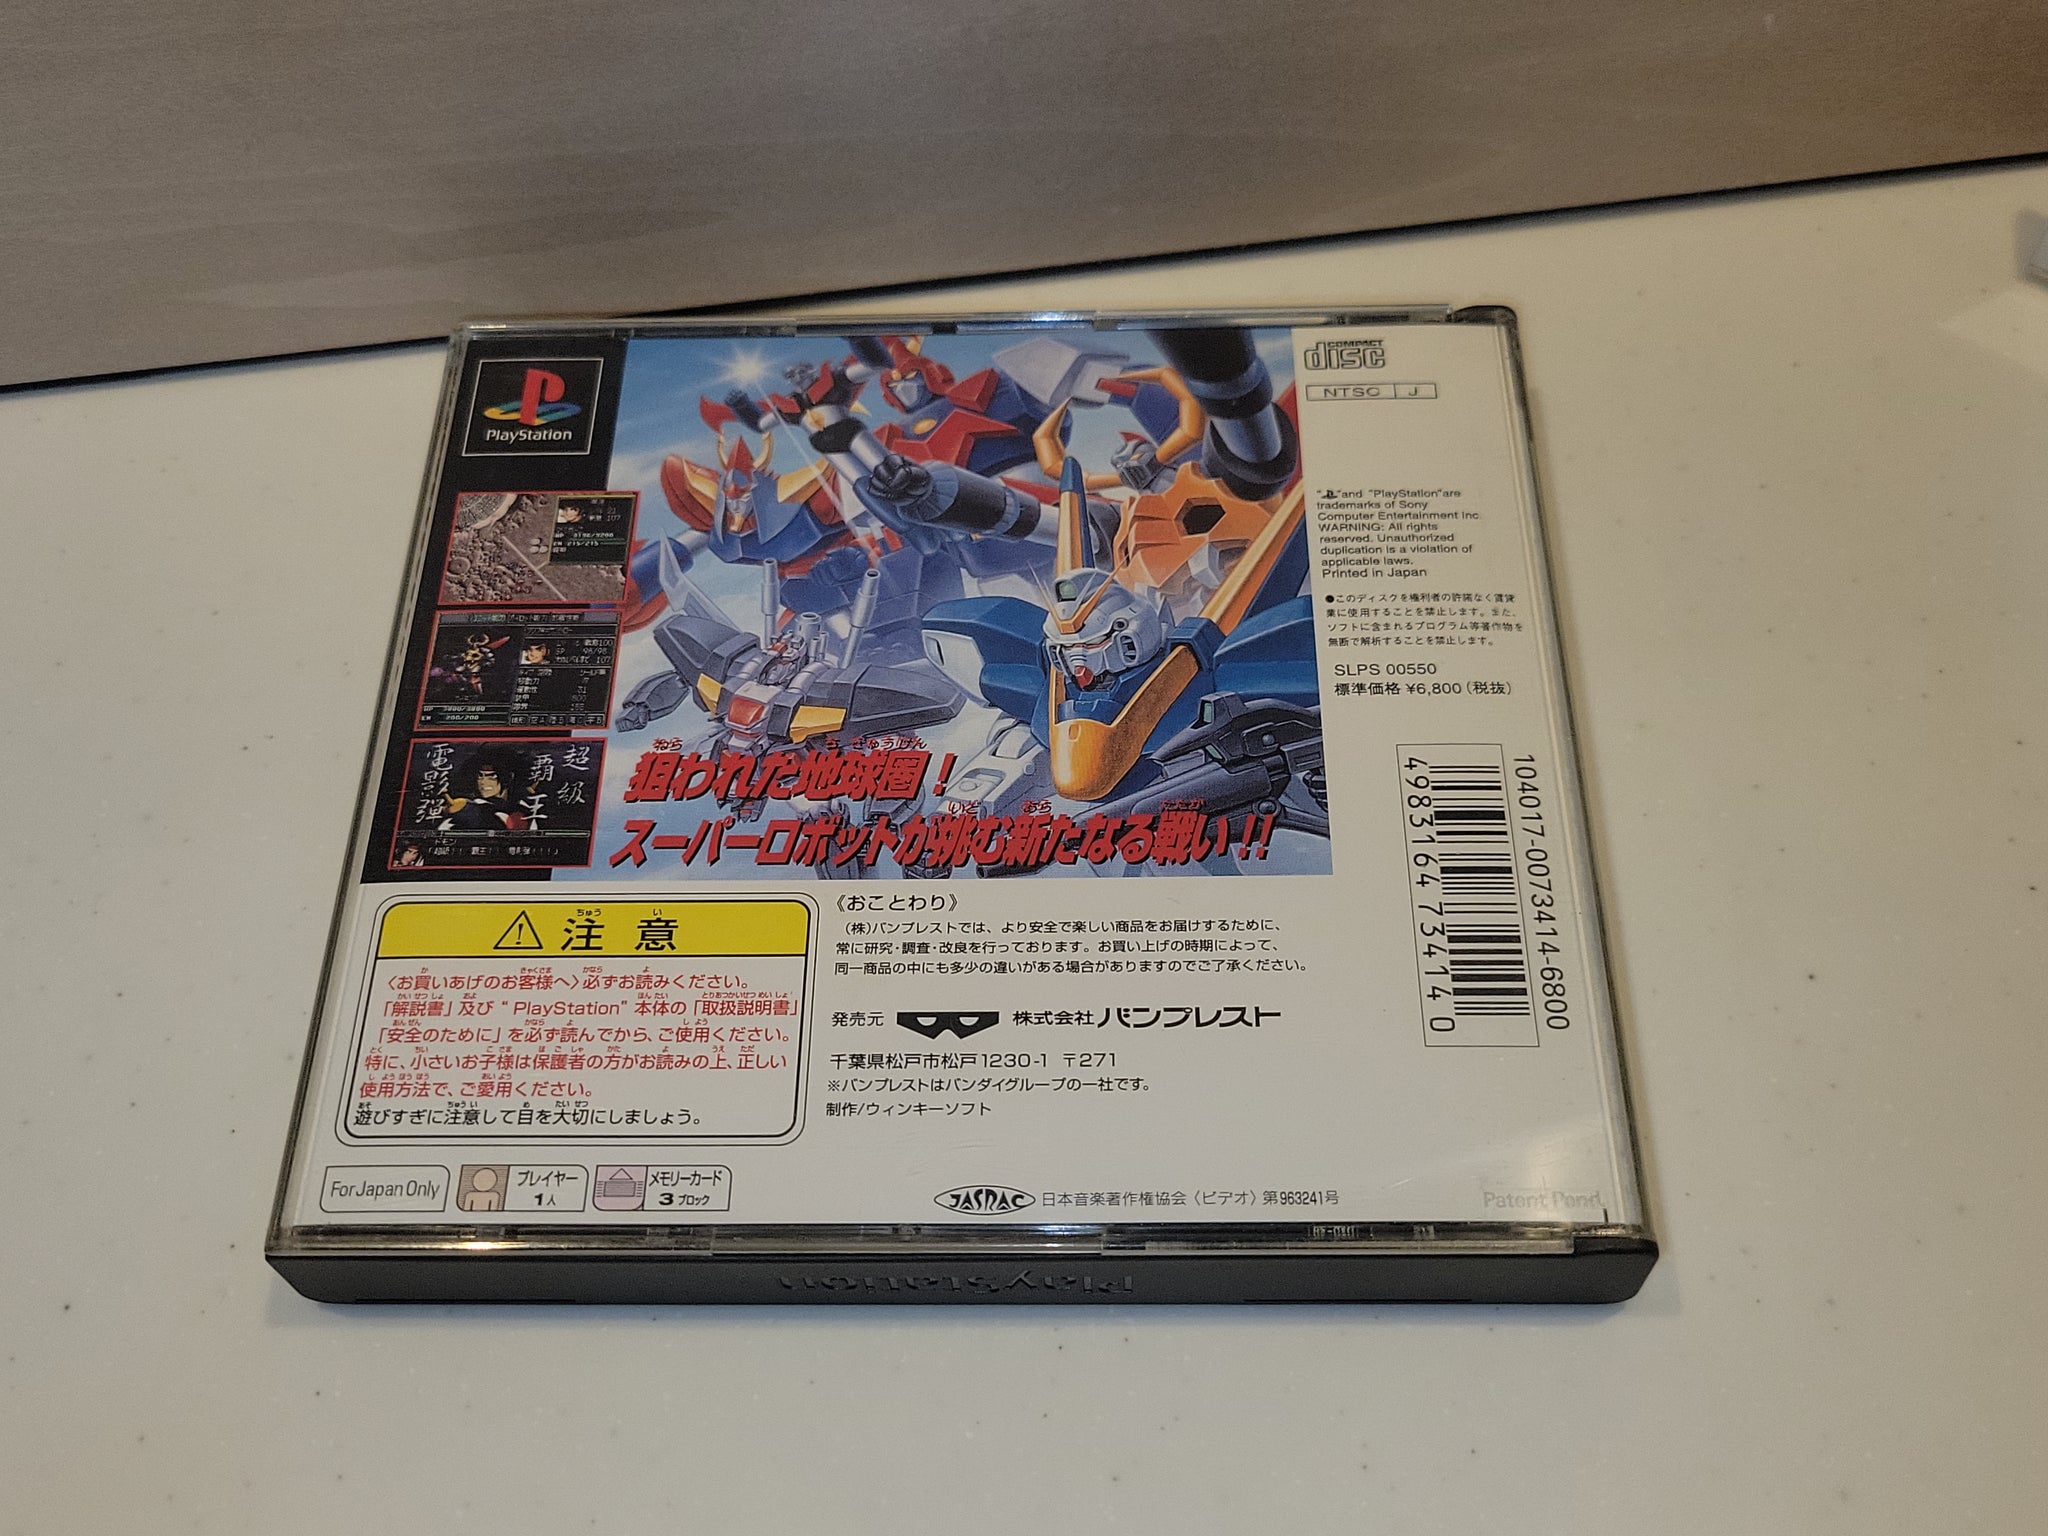 PlayStation
COMPACT
disc
NTSC J
"and "PlayStation"are
trademarks of Sony
Computer Entertainment Inc.
WARNING: All rights
reserved. Unauthorized
duplication is a violation of
applicable laws.
Printed in Japan
●このディスクを権利者の許諾なく賃貸
業に使用することを禁止します。また、
ソフトに含まれるプログラム等著作物を
無断で解析することを禁止します。
SLPS 00550
標準価格 ¥6,800(税抜)
104017-0073414-6800
4983164 734140
超級
覇王
電影弾
ドモン
狙われた地球圏!
スーパーロボットが挑む新たなる戦い!!
注意
〈お買いあげのお客様へ〉必ずお読みください。
「解説書」及び"PlayStation"本体の「取扱説明書」
「安全のために」を必ず読んでから、ご使用ください。
特に、小さいお子様は保護者の方がお読みの上、正しい
使用方法で、ご愛用ください。
遊びすぎに注意して目を大切にしましょう。
《おことわり》
(株)バンプレストでは、より安全で楽しい商品をお届けするために、
常に研究・調査・改良を行っております。お買い上げの時期によって、
同一商品の中にも多少の違いがある場合がありますのでご了承ください。
発売元 株式会社バンプレスト
千葉県松戸市松戸1230-1 〒271
※バンプレストはバンダイグループの一社です。
制作/ウィンキーソフト
For Japan Only
プレイヤー
1人
メモリーカード
3ブロック
JASRAC 日本音楽著作権協会〈ビデオ〉第963241号
Patent Pend.
PlayStation